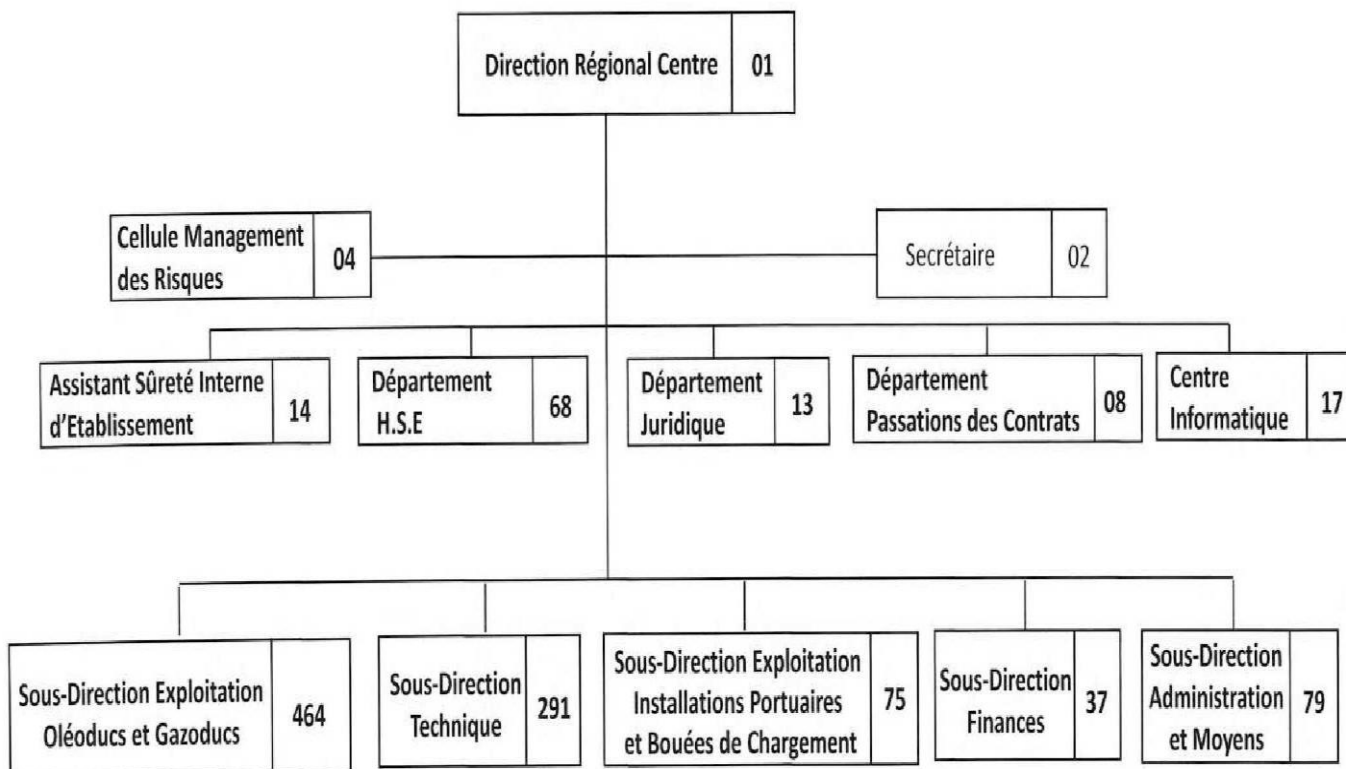 Direction Régional Centre 01
Cellule Management
des Risques
04
Secrétaire 02
Assistant Sûreté Interne
d'Etablissement
14
Département
H.S.E
68
Département
Juridique
13
Département
Passations des Contrats
08
Centre
Informatique
17
Sous-Direction Exploitation
Oléoducs et Gazoducs
464
Sous-Direction
Technique
291
Sous-Direction Exploitation
Installations Portuaires
et Bouées de Chargement
75
Sous-Direction
Finances
37
Sous-Direction
Administration
et Moyens
79